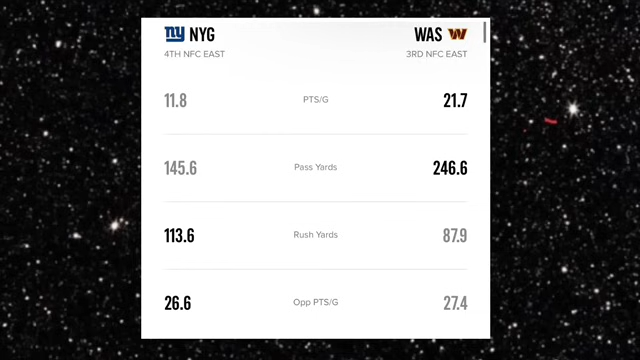 ny NYG WAS W
4TH NFC EAST 3RD NFC EAST
11.8 PTS/G 21.7
145.6 Pass Yards 246.6
113.6 Rush Yards 87.9
26.6 Opp PTS/G 27.4